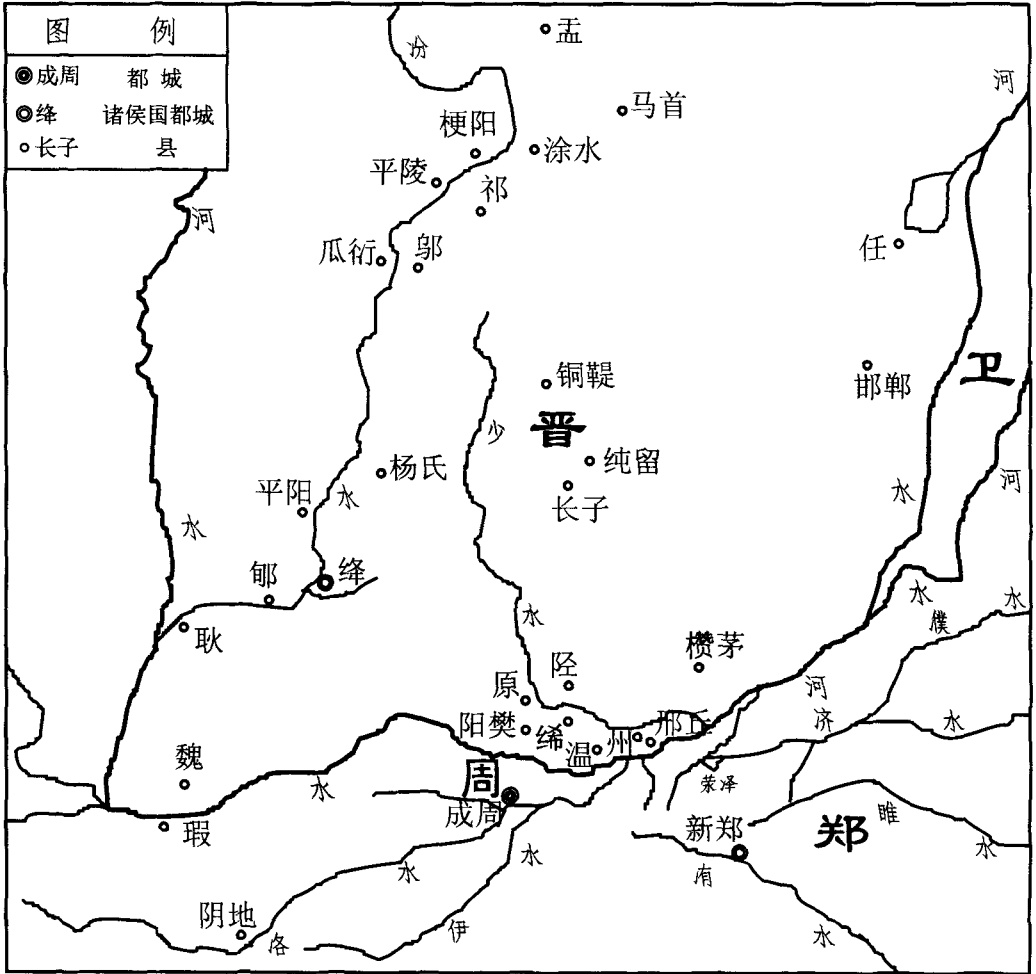 图 例
成周 都城
绛 诸侯国都城
长子 县
盂
汾
河
马首
梗阳
涂水
平陵
祁
河
瓜衍
邬
任
铜鞮
卫
邯郸
晋
少
纯留
杨氏
长子
平阳
水
水
水
河
绛
郇
水
水
水
濮
耿
陉
欑茅
原
河
济
阳樊
绨
温
州
邢丘
水
魏
周
荥泽
水
成周
新郑
郑
睢
瑕
水
水
水
洧
阴地
洛
伊
水